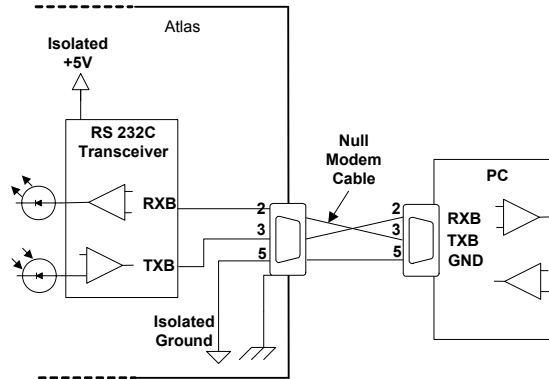 Atlas
Isolated
+5V
RS 232C
Transceiver
RXB
TXB
2
3
5
Isolated
Ground
Null
Modem
Cable
2
3
5
PC
RXB
TXB
GND